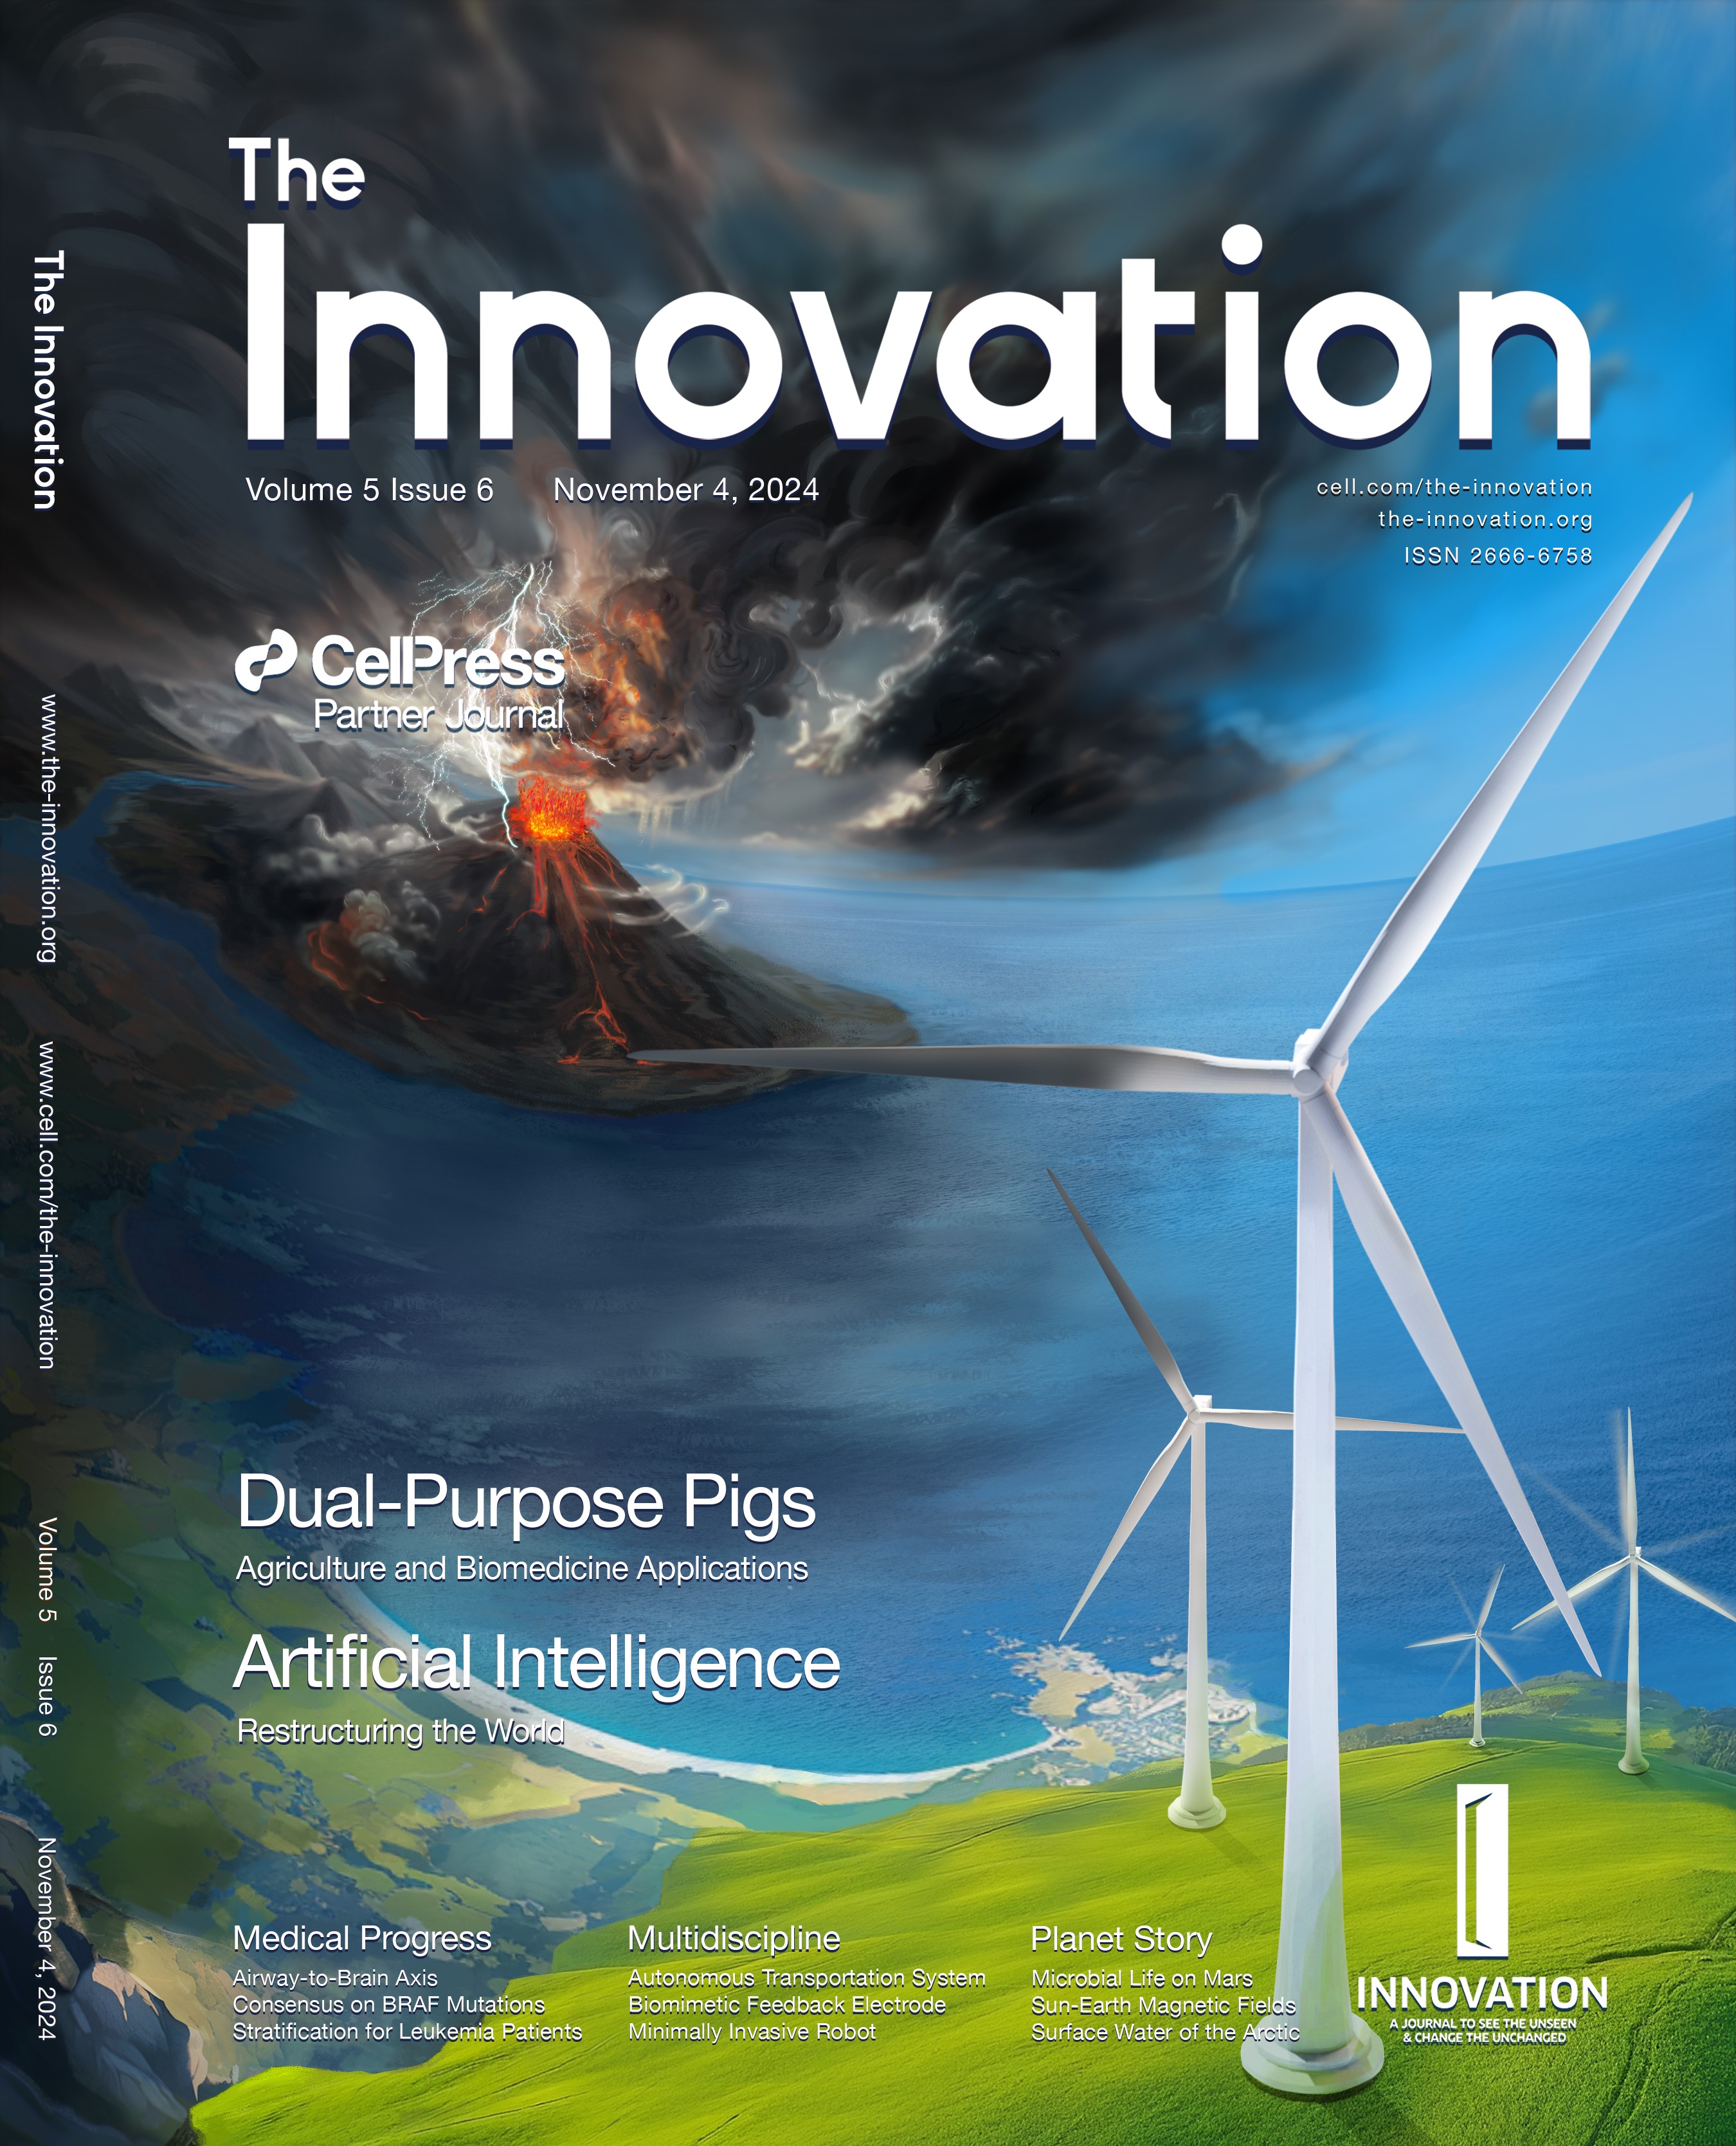 The
Innovation
Volume 5 Issue 6 November 4, 2024
cell.com/the-innovation
the-innovation.org
ISSN 2666-6758
CellPress
Partner Journal
Dual-Purpose Pigs
Agriculture and Biomedicine Applications
Artificial Intelligence
Restructuring the World
Medical Progress
Airway-to-Brain Axis
Consensus on BRAF Mutations
Stratification for Leukemia Patients
Multidiscipline
Autonomous Transportation System
Biomimetic Feedback Electrode
Minimally Invasive Robot
Planet Story
Microbial Life on Mars
Sun-Earth Magnetic Fields
Surface Water of the Arctic
INNOVATION
A JOURNAL TO SEE THE UNSEEN
& CHANGE THE UNCHANGED
The Innovation www.the-innovation.org www.cell.com/the-innovation Volume 5 Issue 6 November 4, 2024